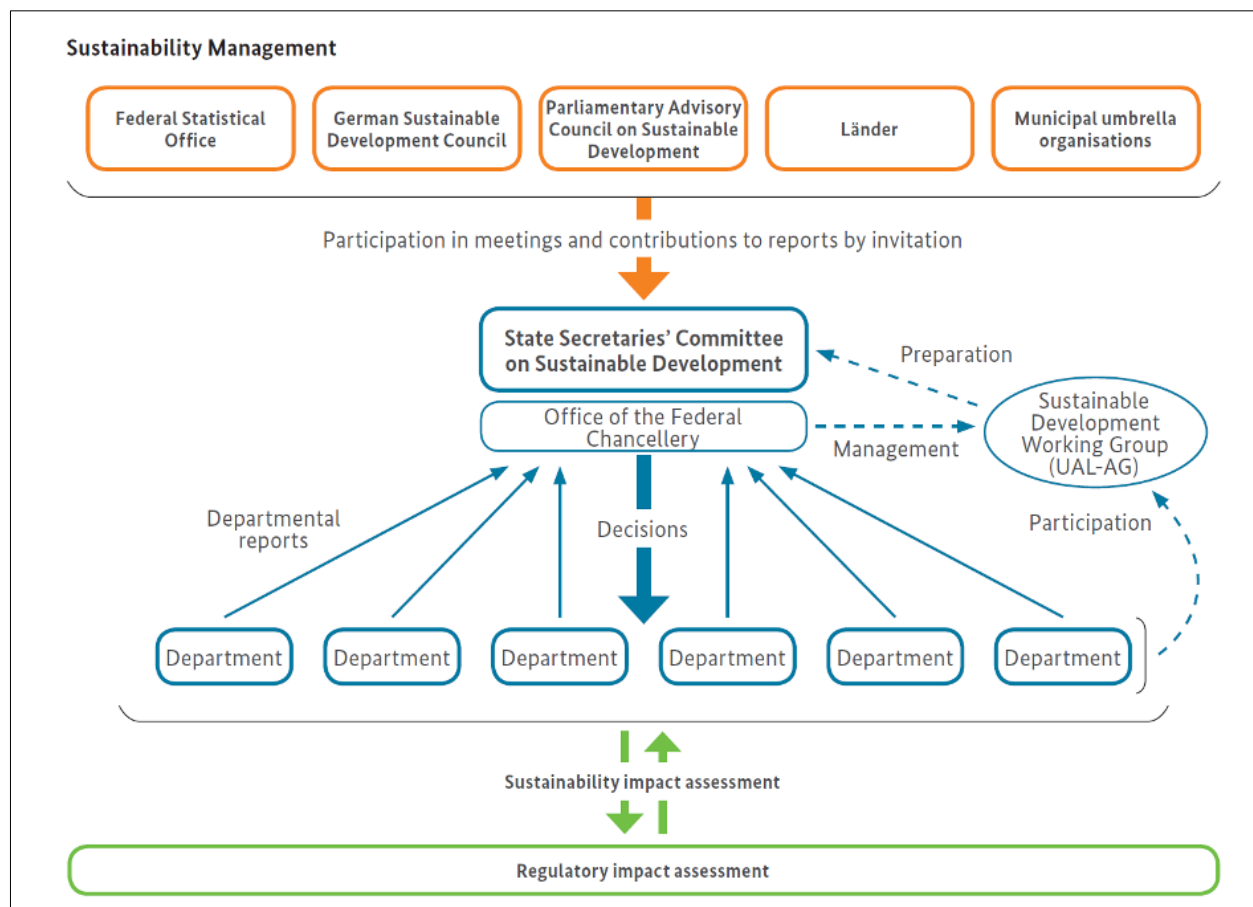 Sustainability Management
Federal Statistical
Office
German Sustainable
Development Council
Parliamentary Advisory
Council on Sustainable
Development
Länder
Municipal umbrella
organisations
Participation in meetings and contributions to reports by invitation
State Secretaries' Committee
on Sustainable Development
Preparation
Office of the Federal
Chancellery
Management
Sustainable
Development
Working Group
(UAL-AG)
Departmental
reports
Decisions
Participation
Department
Department
Department
Department
Department
Department
Sustainability impact assessment
Regulatory impact assessment